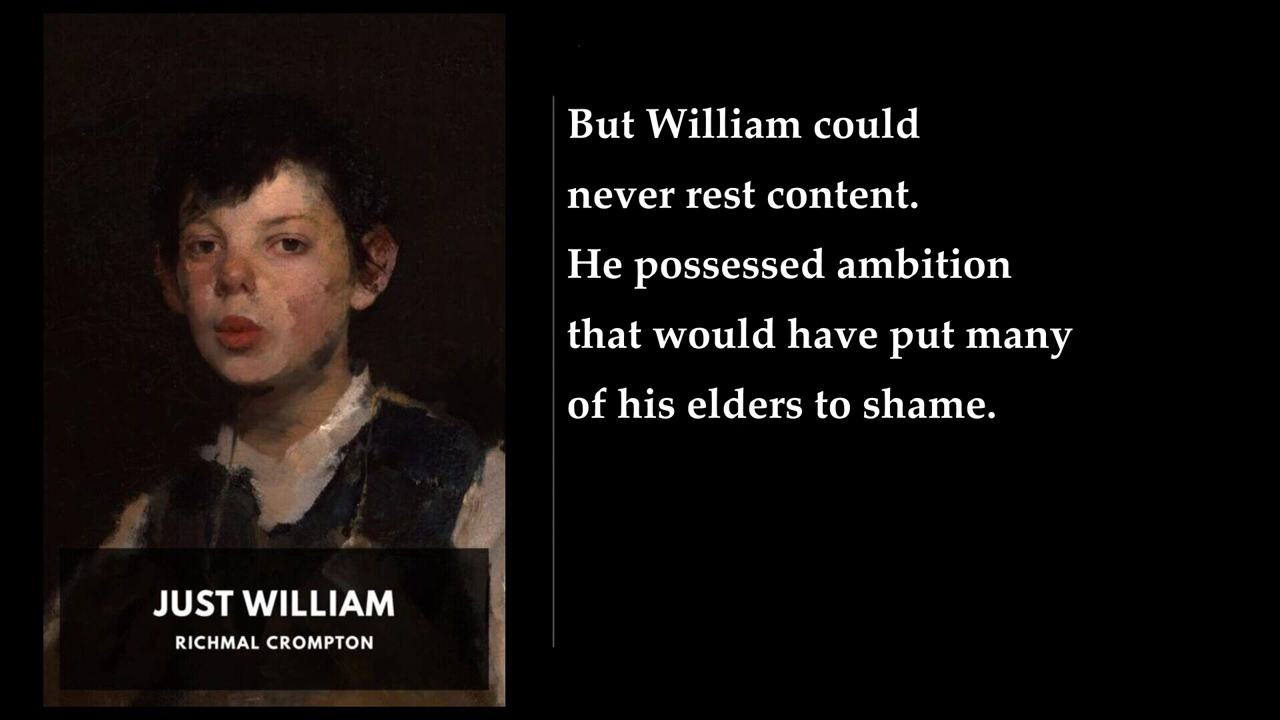 JUST WILLIAM
RICHMAL CROMPTON
But William could
never rest content.
He possessed ambition
that would have put many
of his elders to shame.